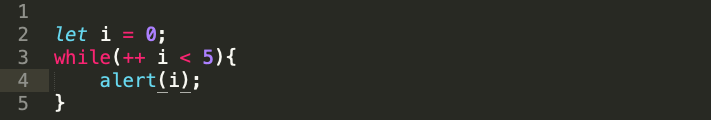 1
2 let i = 0;
3 while(++ i < 5){
4     alert(i);
5 }